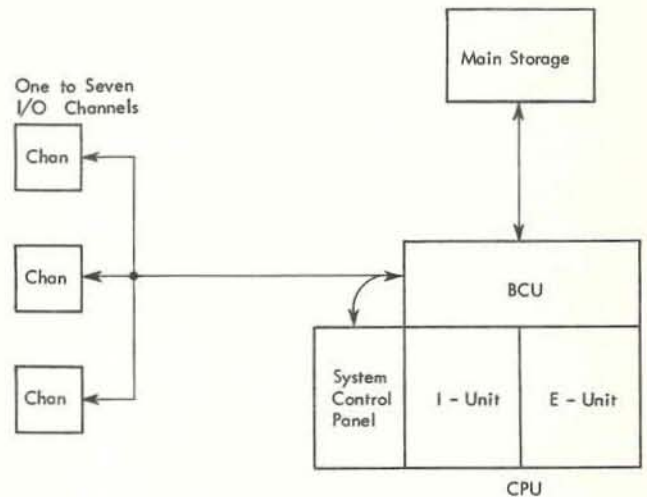 Main Storage
One to Seven
I/O Channels
Chan
Chan
BCU
Chan
System
Control
Panel
I - Unit
E - Unit
CPU